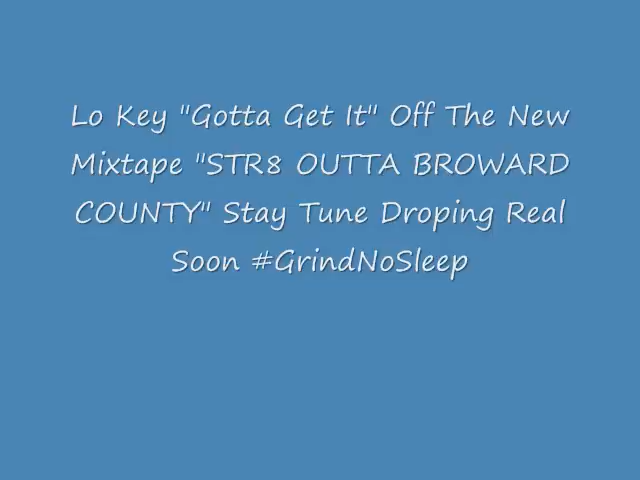 Lo Key "Gotta Get It" Off The New
Mixtape "STR8 OUTTA BROWARD
COUNTY" Stay Tune Droping Real
Soon #GrindNoSleep